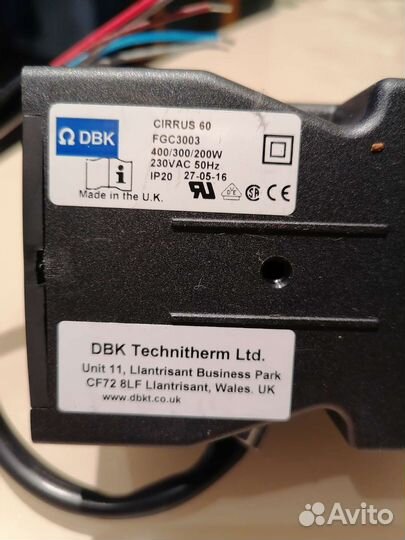 Ω DBK
CIRRUS 60
FGC3003
400/300/200W
230VAC 50Hz
IP20 27-05-16
i
Made in the U.K.
DBK Technitherm Ltd.
Unit 11, Llantrisant Business Park
CF72 8LF Llantrisant, Wales. UK
www.dbkt.co.uk
Avito